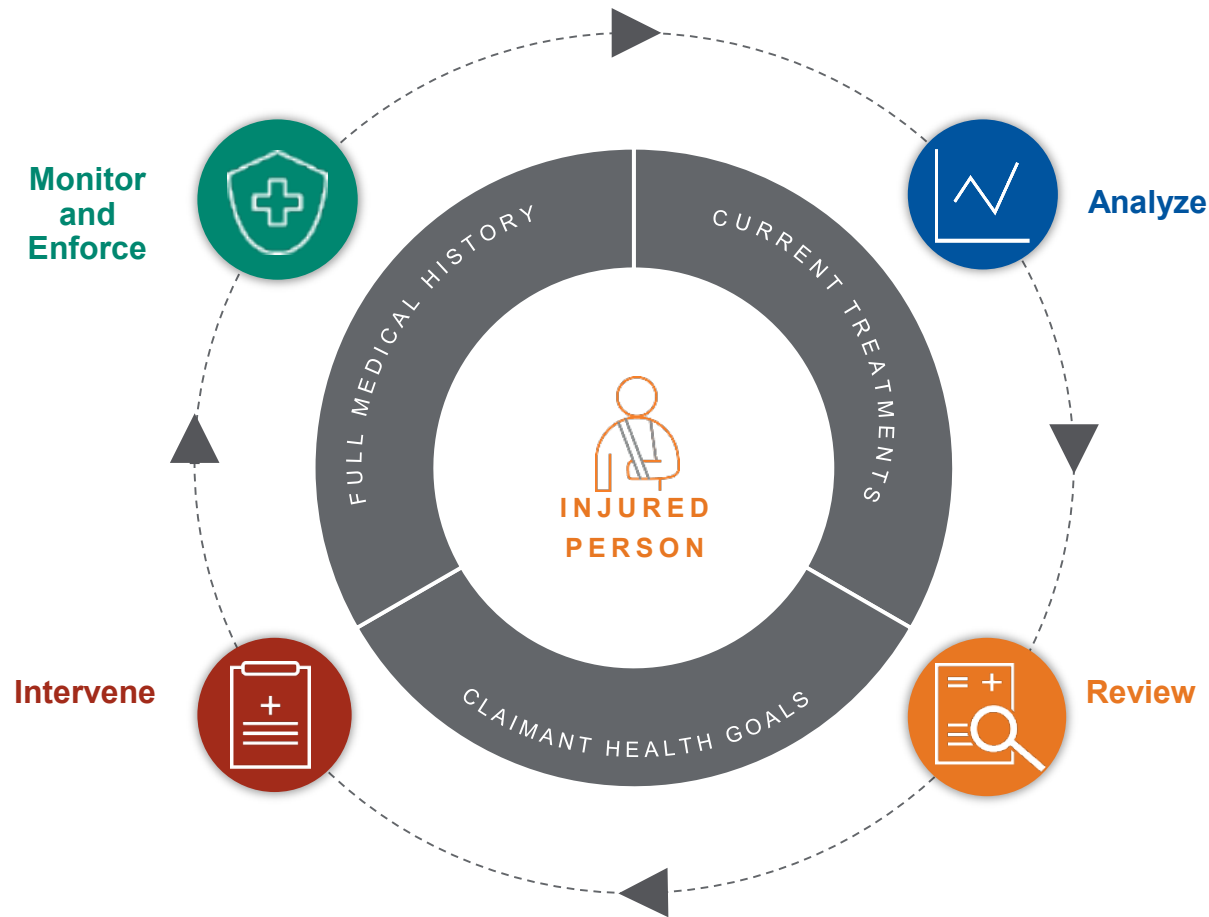 Monitor
and
Enforce
Analyze
FULL MEDICAL HISTORY
CURRENT TREATMENTS
INJURED
PERSON
Intervene
CLAIMANT HEALTH GOALS
Review